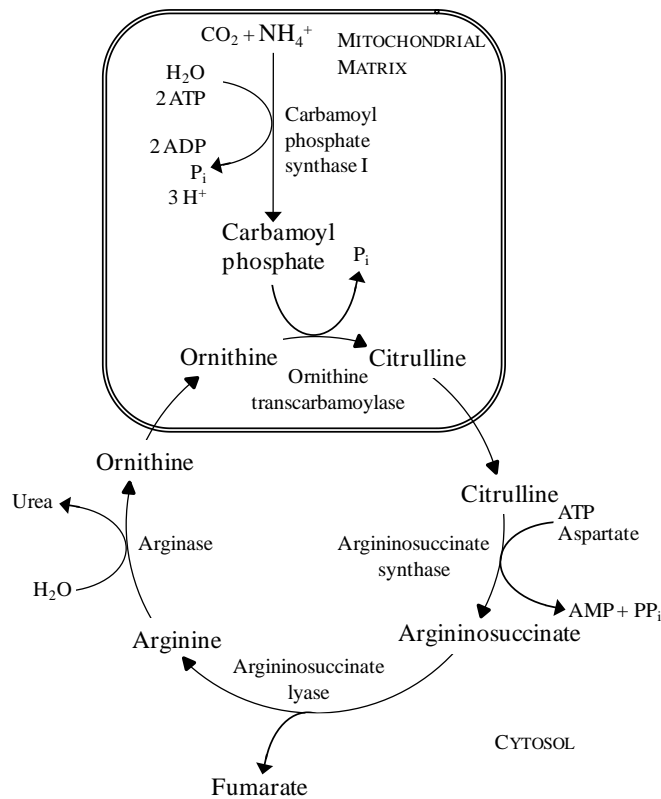 CO₂ + NH₄⁺
MITOCHONDRIAL
MATRIX
H₂O
2 ATP
Carbamoyl
phosphate
synthase I
2 ADP
Pᵢ
3 H⁺
Carbamoyl
phosphate
Pᵢ
Ornithine
Citrulline
Ornithine
transcarbamoylase
Ornithine
Citrulline
Urea
ATP
Aspartate
Arginase
Argininosuccinate
synthase
H₂O
AMP + PPᵢ
Arginine
Argininosuccinate
Argininosuccinate
lyase
CYTOSOL
Fumarate